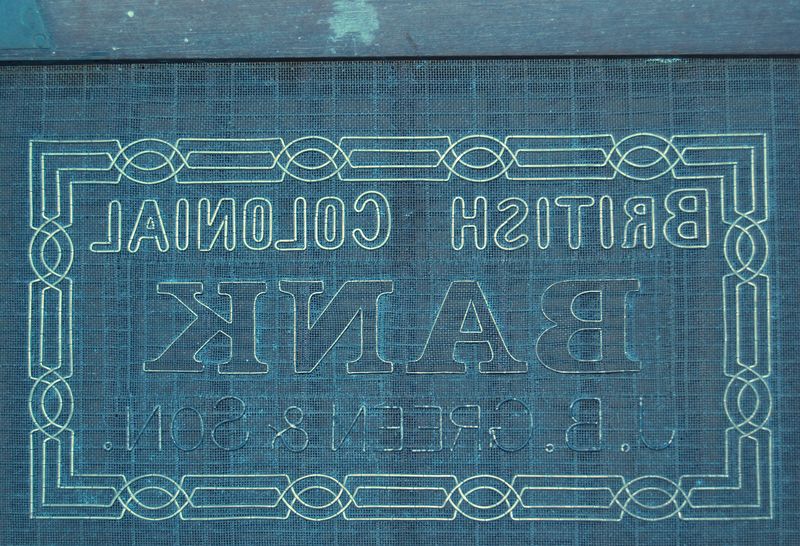 BRITISH COLONIAL
BANK
J.B. GREEN & SON.